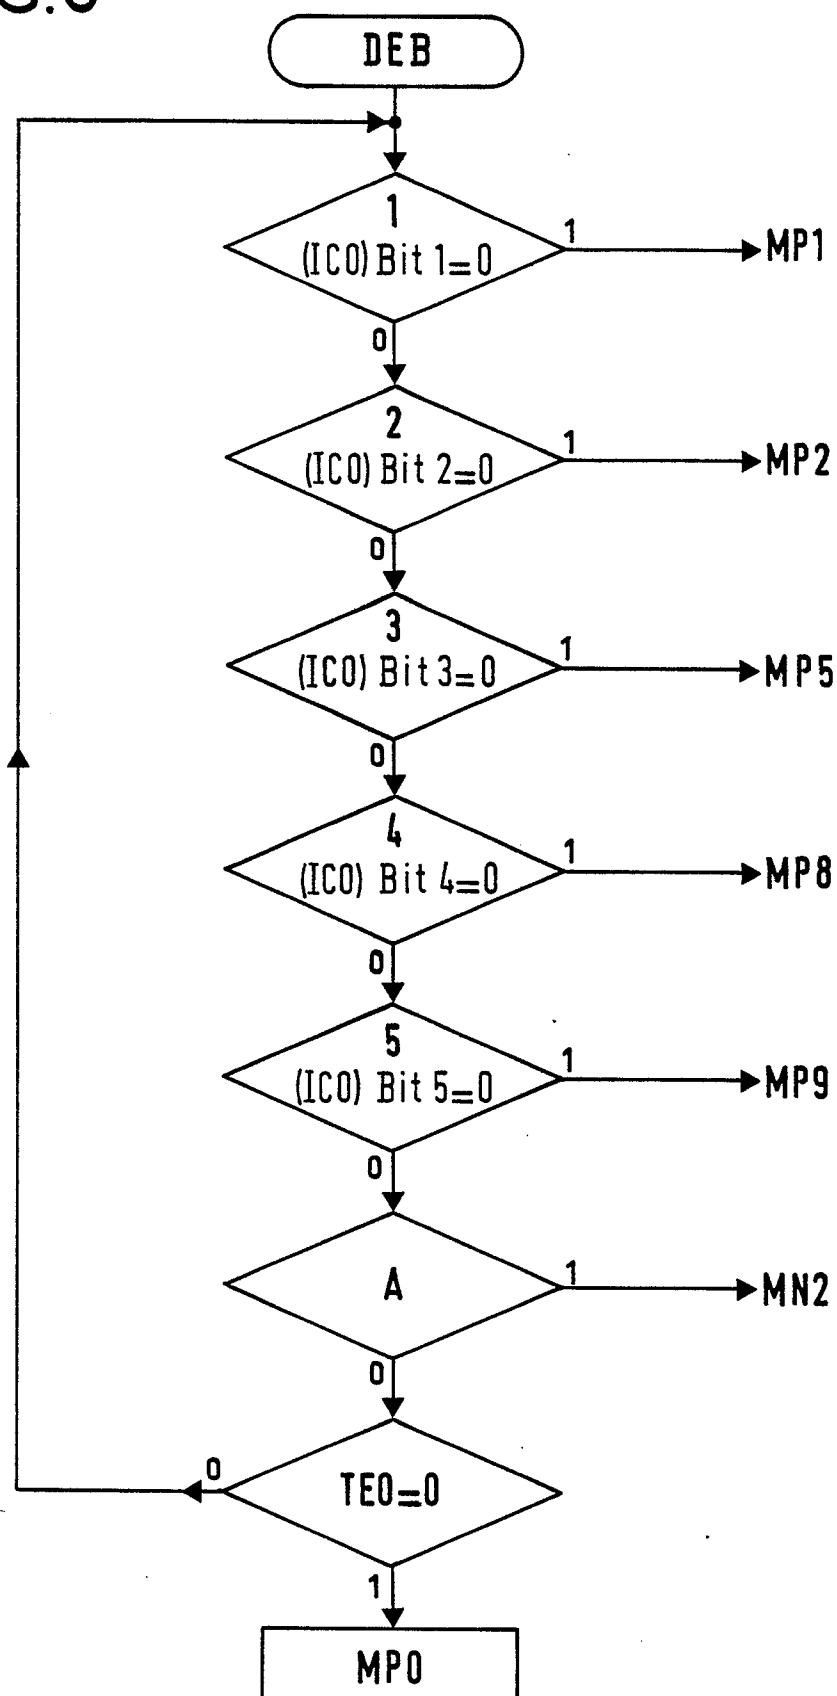 DEB
1
(IC0) Bit 1=0
1
MP1
0
2
(IC0) Bit 2=0
1
MP2
0
3
(IC0) Bit 3=0
1
MP5
0
4
(IC0) Bit 4=0
1
MP8
0
5
(IC0) Bit 5=0
1
MP9
0
A
1
MN2
0
TE0=0
0
1
MP0